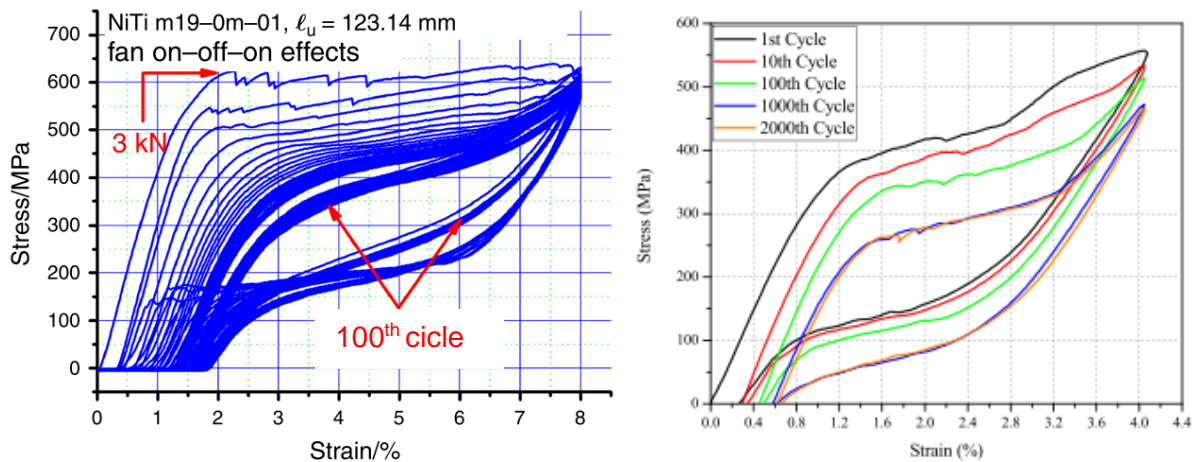 NiTi m19–0m–01, ℓu = 123.14 mm
fan on–off–on effects
3 kN
100th cicle
Stress/MPa
700
600
500
400
300
200
100
0
0 1 2 3 4 5 6 7 8
Strain/%
1st Cycle
10th Cycle
100th Cycle
1000th Cycle
2000th Cycle
Stress (MPa)
600
500
400
300
200
100
0
0.0 0.4 0.8 1.2 1.6 2.0 2.4 2.8 3.2 3.6 4.0 4.4
Strain (%)